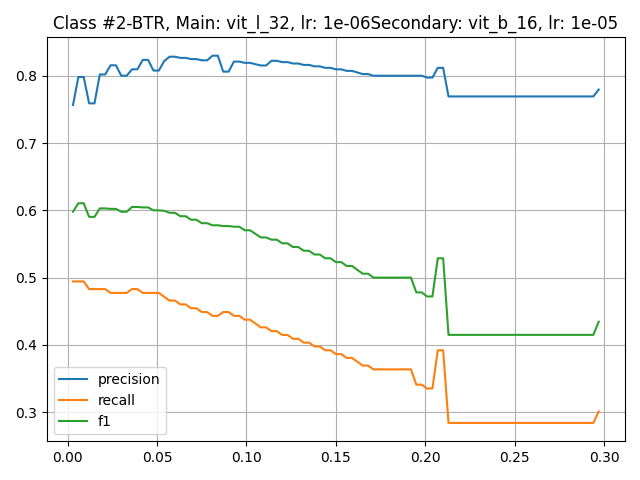 Class #2-BTR, Main: vit_l_32, lr: 1e-06Secondary: vit_b_16, lr: 1e-05
0.8
0.7
0.6
0.5
0.4
0.3
precision
recall
f1
0.00 0.05 0.10 0.15 0.20 0.25 0.30